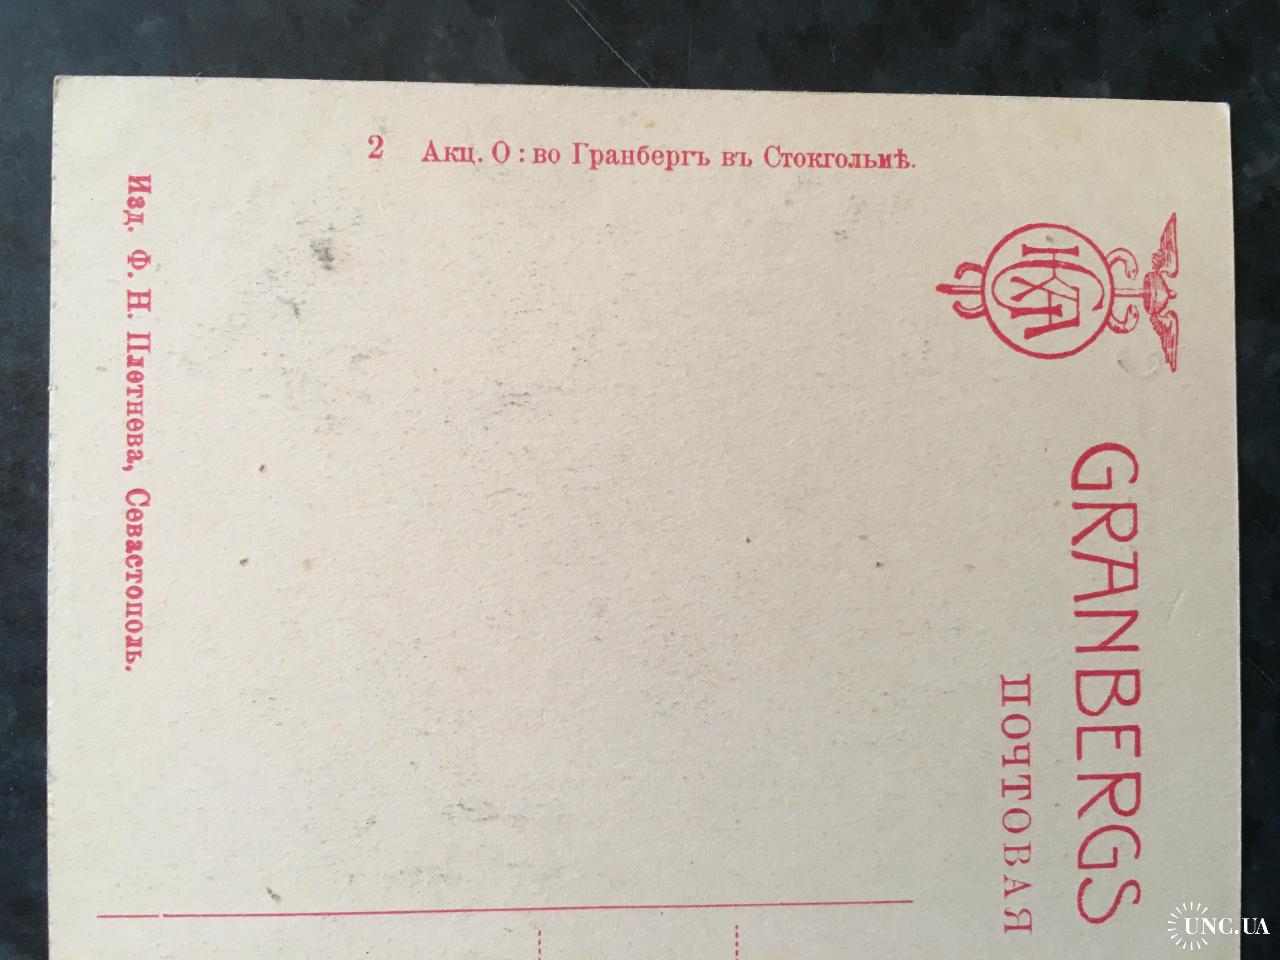 2 Акц. О : во Гранбергъ въ Стокгольмѣ.
GRANBERGS
ПОЧТОВАЯ
Изд. Ф. Н. Плетнева, Севастополь.
UNC.UA